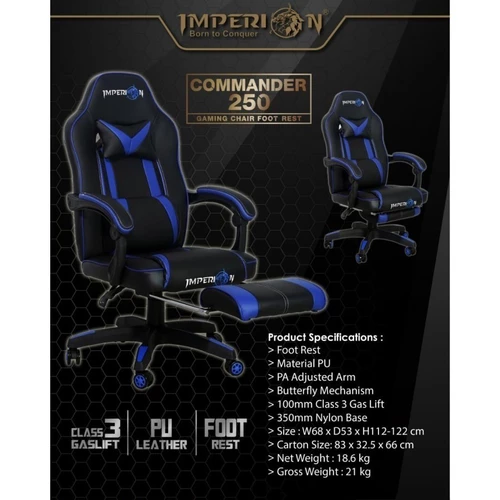 IMPERION
Born to Conquer
COMMANDER
250
GAMING CHAIR FOOT REST
IMPERION
IMPERION
IMPERION
Product Specifications :
> Foot Rest
> Material PU
> PA Adjusted Arm
> Butterfly Mechanism
> 100mm Class 3 Gas Lift
> 350mm Nylon Base
> Size : W68 x D53 x H112-122 cm
> Carton Size: 83 x 32.5 x 66 cm
> Net Weight : 18.6 kg
> Gross Weight : 21 kg
CLASS 3
GASLIFT
PU
LEATHER
FOOT
REST